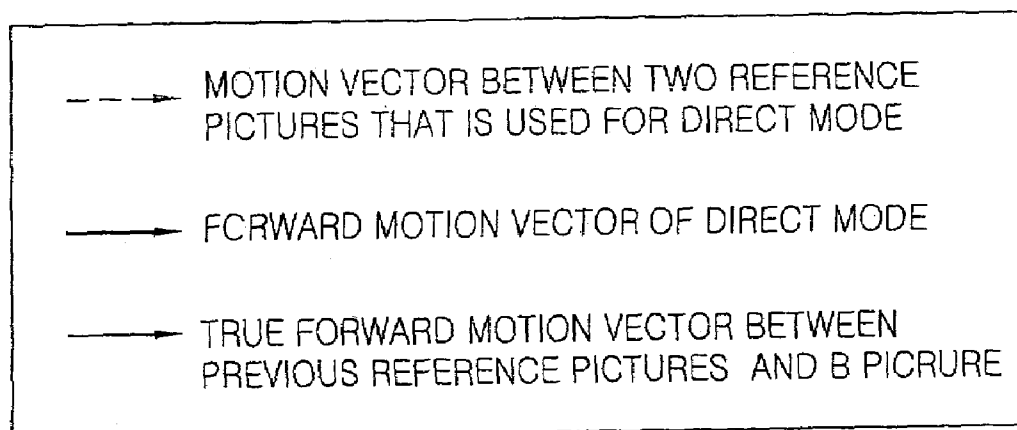 MOTION VECTOR BETWEEN TWO REFERENCE
PICTURES THAT IS USED FOR DIRECT MODE
FCRWARD MOTION VECTOR OF DIRECT MODE
TRUE FORWARD MOTION VECTOR BETWEEN
PREVIOUS REFERENCE PICTURES AND B PICRURE